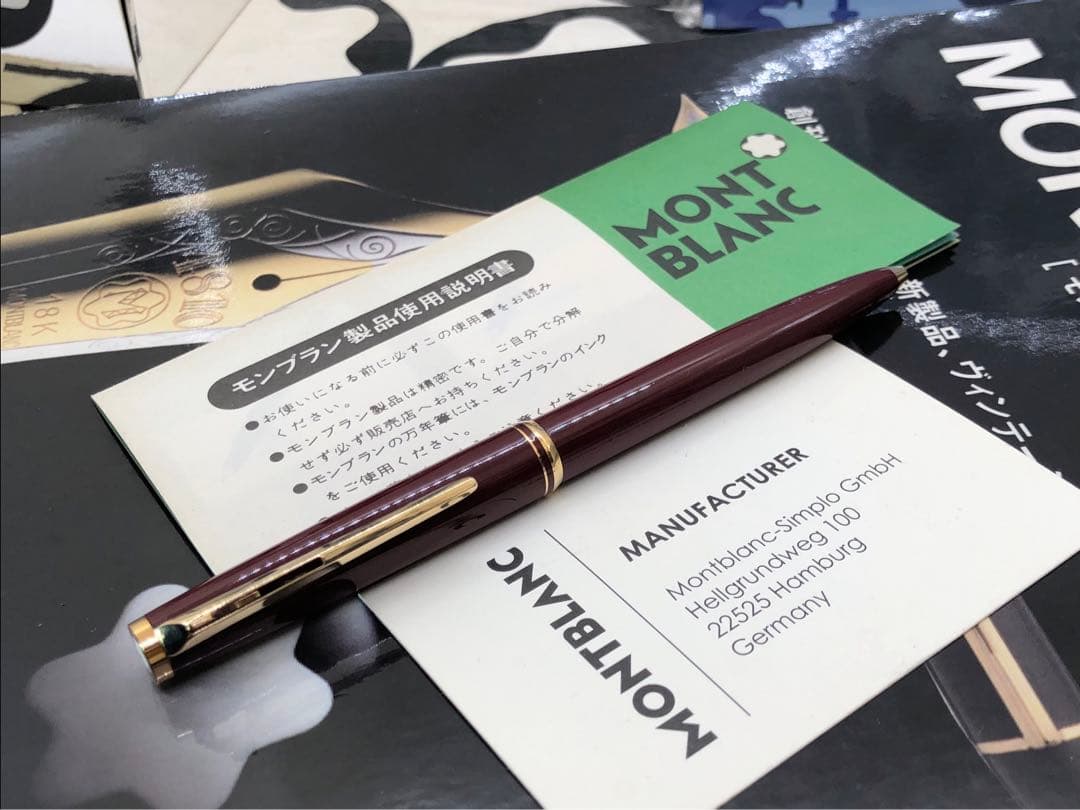 MONT
BLANC
モンブラン製品使用説明書
●お使いになる前に必ずこの使用書をお読み
ください。
●モンブラン製品は精密です。ご自分で分解
せず必ず販売店へお持ちください。
●モンブランの万年筆には、モンブランのインク
をご使用ください。
MONTBLANC
MANUFACTURER
Montblanc-Simplo GmbH
Hellgrundweg 100
22525 Hamburg
Germany
4810
18K
新製品、ヴィンテ